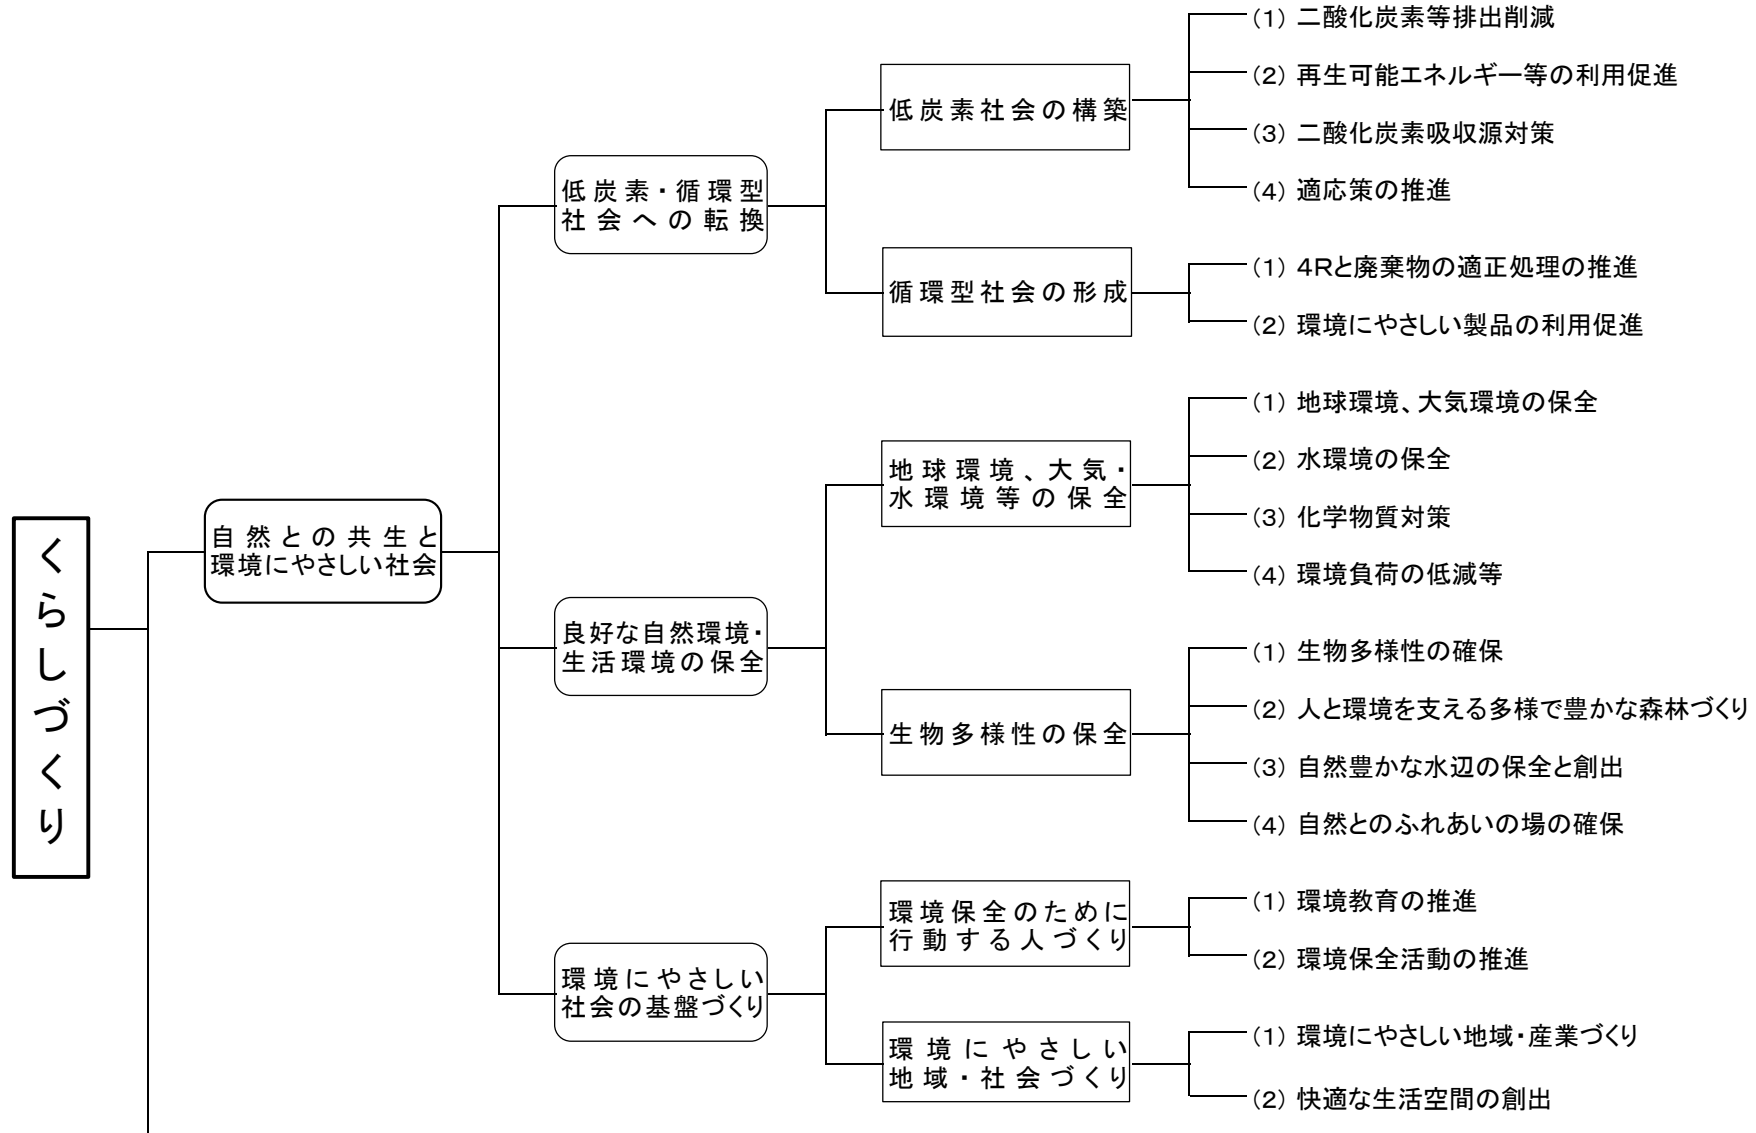 くらしづくり
自然との共生と
環境にやさしい社会
低炭素・循環型
社会への転換
低炭素社会の構築
(1) 二酸化炭素等排出削減
(2) 再生可能エネルギー等の利用促進
(3) 二酸化炭素吸収源対策
(4) 適応策の推進
循環型社会の形成
(1) 4Rと廃棄物の適正処理の推進
(2) 環境にやさしい製品の利用促進
良好な自然環境・
生活環境の保全
地球環境、大気・
水環境等の保全
(1) 地球環境、大気環境の保全
(2) 水環境の保全
(3) 化学物質対策
(4) 環境負荷の低減等
生物多様性の保全
(1) 生物多様性の確保
(2) 人と環境を支える多様で豊かな森林づくり
(3) 自然豊かな水辺の保全と創出
(4) 自然とのふれあいの場の確保
環境にやさしい
社会の基盤づくり
環境保全のために
行動する人づくり
(1) 環境教育の推進
(2) 環境保全活動の推進
環境にやさしい
地域・社会づくり
(1) 環境にやさしい地域・産業づくり
(2) 快適な生活空間の創出